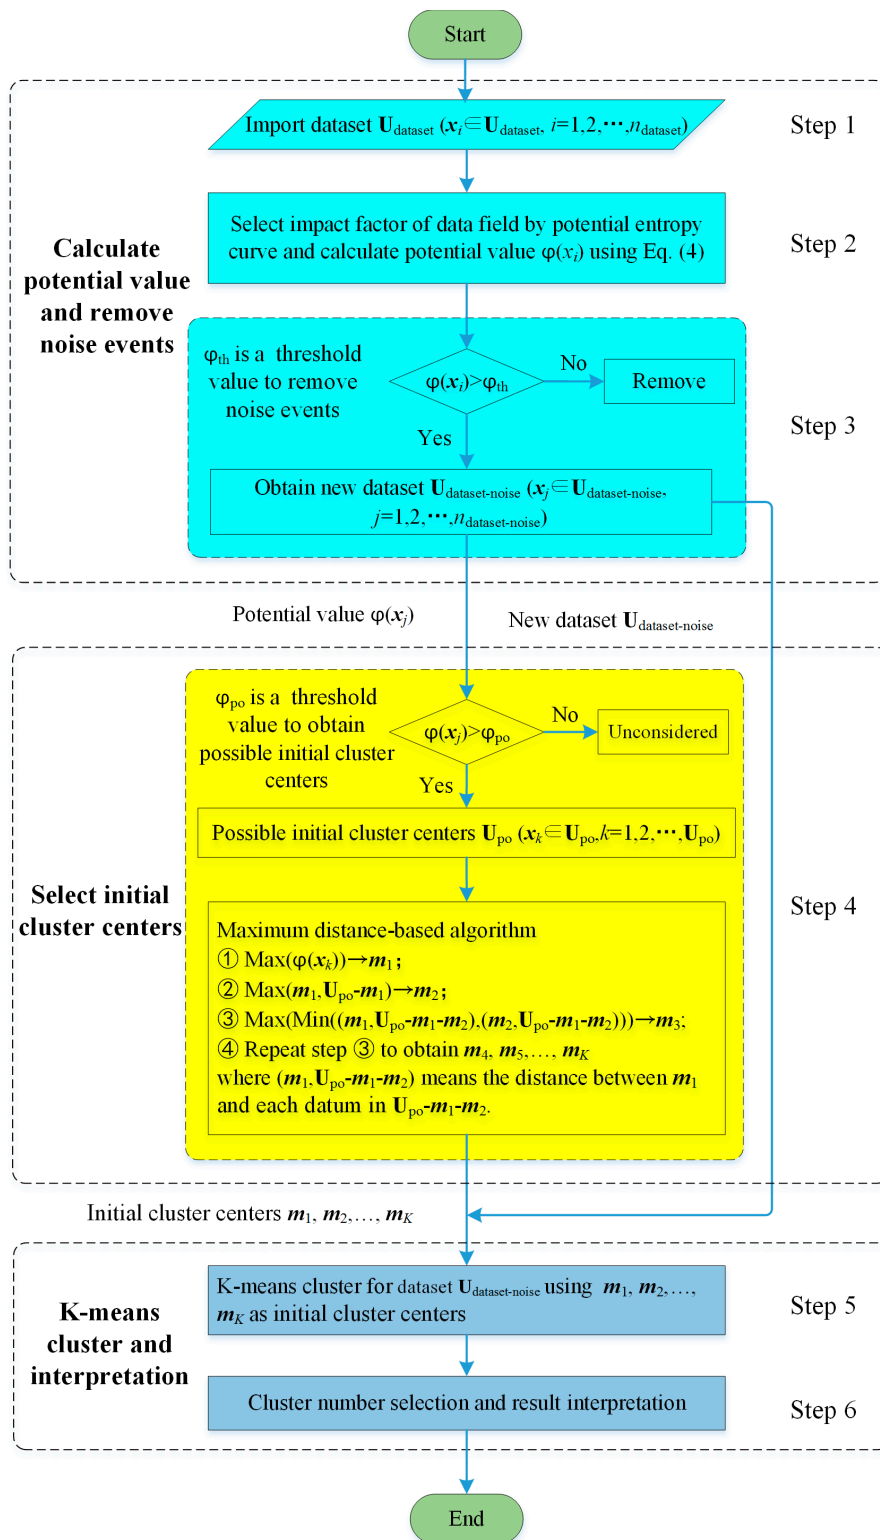 Start
Import dataset U_dataset (x_i∈U_dataset, i=1,2,⋯,n_dataset)
Step 1
Select impact factor of data field by potential entropy
curve and calculate potential value φ(x_i) using Eq. (4)
Step 2
Calculate
potential value
and remove
noise events
φ_th is a threshold
value to remove
noise events
φ(x_i)>φ_th
No
Remove
Yes
Step 3
Obtain new dataset U_dataset-noise (x_j∈U_dataset-noise,
j=1,2,⋯,n_dataset-noise)
Potential value φ(x_j)
New dataset U_dataset-noise
φ_po is a threshold
value to obtain
possible initial cluster
centers
φ(x_j)>φ_po
No
Unconsidered
Yes
Possible initial cluster centers U_po (x_k∈U_po,k=1,2,⋯,U_po)
Select initial
cluster centers
Step 4
Maximum distance-based algorithm
① Max(φ(x_k))→m_1;
② Max(m_1,U_po-m_1)→m_2;
③ Max(Min((m_1,U_po-m_1-m_2),(m_2,U_po-m_1-m_2)))→m_3;
④ Repeat step ③ to obtain m_4, m_5,…, m_K
where (m_1,U_po-m_1-m_2) means the distance between m_1
and each datum in U_po-m_1-m_2.
Initial cluster centers m_1, m_2,…, m_K
K-means
cluster and
interpretation
K-means cluster for dataset U_dataset-noise using m_1, m_2,…,
m_K as initial cluster centers
Step 5
Cluster number selection and result interpretation
Step 6
End